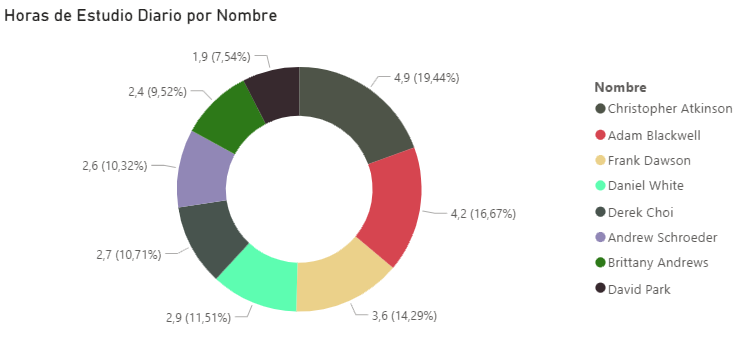 Horas de Estudio Diario por Nombre
1,9 (7,54%)
4,9 (19,44%)
2,4 (9,52%)
2,6 (10,32%)
4,2 (16,67%)
2,7 (10,71%)
2,9 (11,51%)
3,6 (14,29%)
Nombre
Christopher Atkinson
Adam Blackwell
Frank Dawson
Daniel White
Derek Choi
Andrew Schroeder
Brittany Andrews
David Park